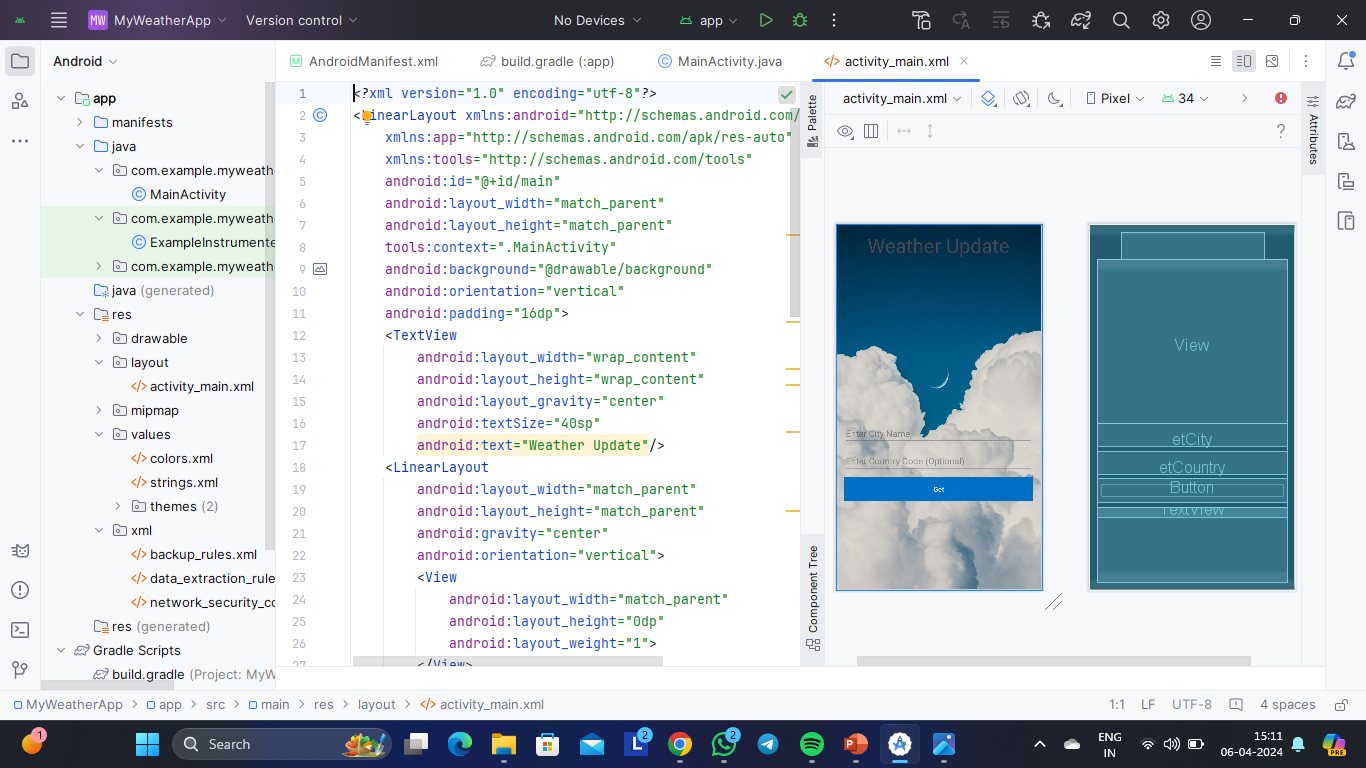 MW MyWeatherApp Version control No Devices app
Android
AndroidManifest.xml build.gradle (:app) MainActivity.java activity_main.xml
app
manifests
java
com.example.myweath
MainActivity
com.example.myweath
ExampleInstrumente
com.example.myweath
java (generated)
res
drawable
layout
activity_main.xml
mipmap
values
colors.xml
strings.xml
themes (2)
xml
backup_rules.xml
data_extraction_rule
network_security_co
res (generated)
Gradle Scripts
build.gradle (Project: MyW
1 <?xml version="1.0" encoding="utf-8"?>
2 <LinearLayout xmlns:android="http://schemas.android.com/
3 xmlns:app="http://schemas.android.com/apk/res-auto"
4 xmlns:tools="http://schemas.android.com/tools"
5 android:id="@+id/main"
6 android:layout_width="match_parent"
7 android:layout_height="match_parent"
8 tools:context=".MainActivity"
9 android:background="@drawable/background"
10 android:orientation="vertical"
11 android:padding="16dp">
12 <TextView
13 android:layout_width="wrap_content"
14 android:layout_height="wrap_content"
15 android:layout_gravity="center"
16 android:textSize="40sp"
17 android:text="Weather Update"/>
18 <LinearLayout
19 android:layout_width="match_parent"
20 android:layout_height="match_parent"
21 android:gravity="center"
22 android:orientation="vertical">
23 <View
24 android:layout_width="match_parent"
25 android:layout_height="0dp"
26 android:layout_weight="1">
27 </View>
Palette
Component Tree
activity_main.xml Pixel 34
?
Attributes
Weather Update
Enter City Name
Enter Country Code (Optional)
Get
View
etCity
etCountry
Button
TextView
MyWeatherApp > app > src > main > res > layout > activity_main.xml
1:1 LF UTF-8 4 spaces
1
Search
2
2
ENG
IN
15:11
06-04-2024
PRE